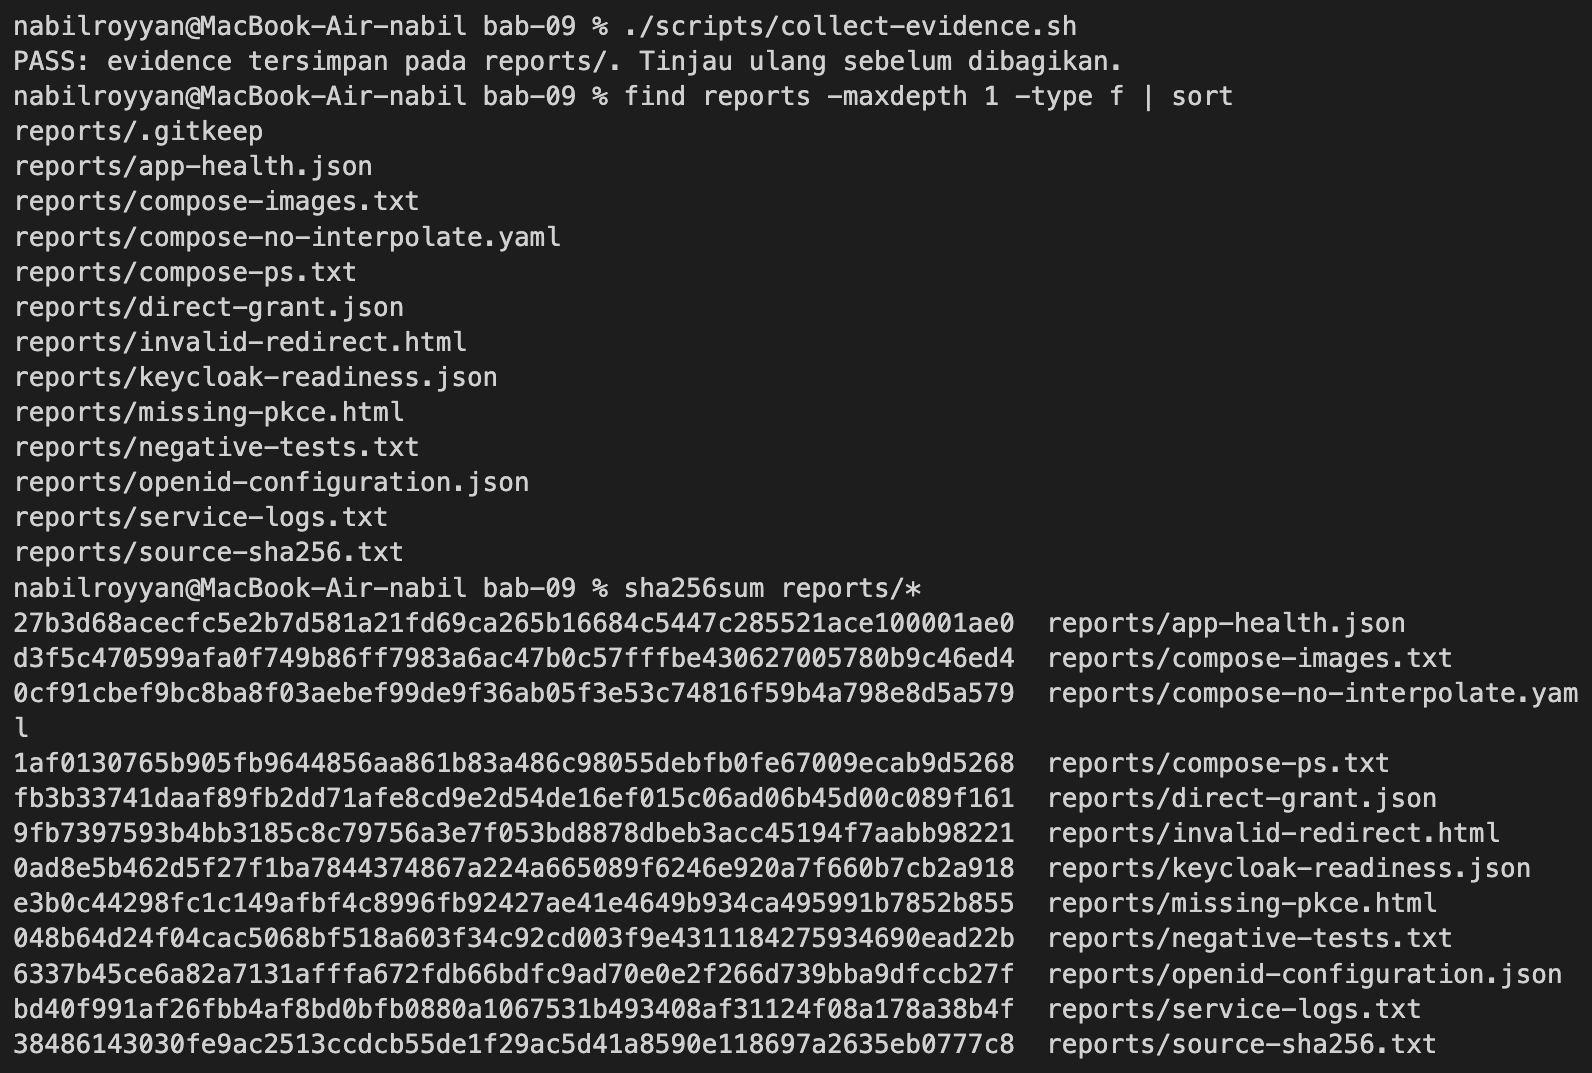 nabilroyyan@MacBook-Air-nabil bab-09 % ./scripts/collect-evidence.sh
PASS: evidence tersimpan pada reports/. Tinjau ulang sebelum dibagikan.
nabilroyyan@MacBook-Air-nabil bab-09 % find reports -maxdepth 1 -type f | sort
reports/.gitkeep
reports/app-health.json
reports/compose-images.txt
reports/compose-no-interpolate.yaml
reports/compose-ps.txt
reports/direct-grant.json
reports/invalid-redirect.html
reports/keycloak-readiness.json
reports/missing-pkce.html
reports/negative-tests.txt
reports/openid-configuration.json
reports/service-logs.txt
reports/source-sha256.txt
nabilroyyan@MacBook-Air-nabil bab-09 % sha256sum reports/*
27b3d68acecfc5e2b7d581a21fd69ca265b16684c5447c285521ace100001ae0  reports/app-health.json
d3f5c470599afa0f749b86ff7983a6ac47b0c57fffbe430627005780b9c46ed4  reports/compose-images.txt
0cf91cbef9bc8ba8f03aebef99de9f36ab05f3e53c74816f59b4a798e8d5a579  reports/compose-no-interpolate.yam
l
1af0130765b905fb9644856aa861b83a486c98055debfb0fe67009ecab9d5268  reports/compose-ps.txt
fb3b33741daaf89fb2dd71afe8cd9e2d54de16ef015c06ad06b45d00c089f161  reports/direct-grant.json
9fb7397593b4bb3185c8c79756a3e7f053bd8878dbeb3acc45194f7aabb98221  reports/invalid-redirect.html
0ad8e5b462d5f27f1ba7844374867a224a665089f6246e920a7f660b7cb2a918  reports/keycloak-readiness.json
e3b0c44298fc1c149afbf4c8996fb92427ae41e4649b934ca495991b7852b855  reports/missing-pkce.html
048b64d24f04cac5068bf518a603f34c92cd003f9e4311184275934690ead22b  reports/negative-tests.txt
6337b45ce6a82a7131afffa672fdb66bdfc9ad70e0e2f266d739bba9dfccb27f  reports/openid-configuration.json
bd40f991af26fbb4af8bd0bfb0880a1067531b493408af31124f08a178a38b4f  reports/service-logs.txt
38486143030fe9ac2513ccdcb55de1f29ac5d41a8590e118697a2635eb0777c8  reports/source-sha256.txt